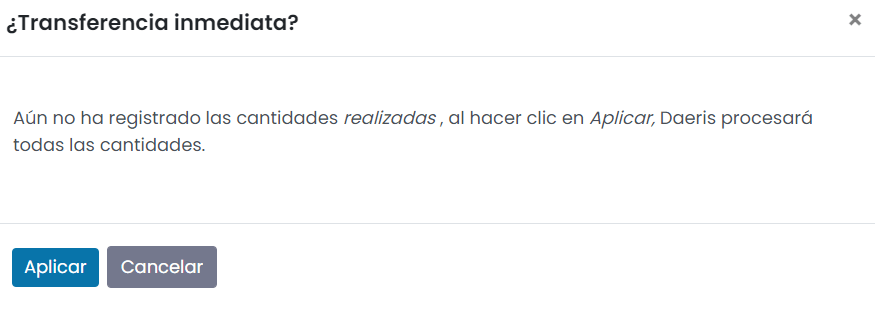 ¿Transferencia inmediata?
×
Aún no ha registrado las cantidades realizadas , al hacer clic en Aplicar, Daeris procesará
todas las cantidades.
Aplicar Cancelar